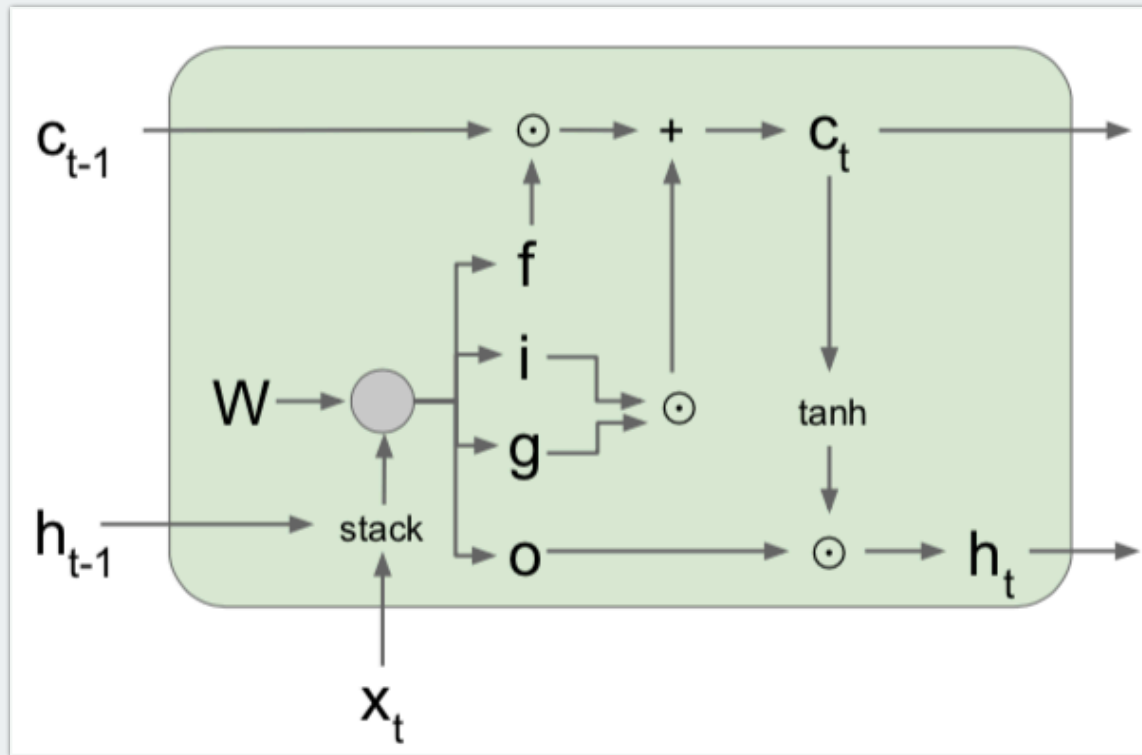 c_t-1 ⊙ + c_t
f
i
W ⊙ tanh
g
h_t-1 stack
o ⊙ h_t
x_t